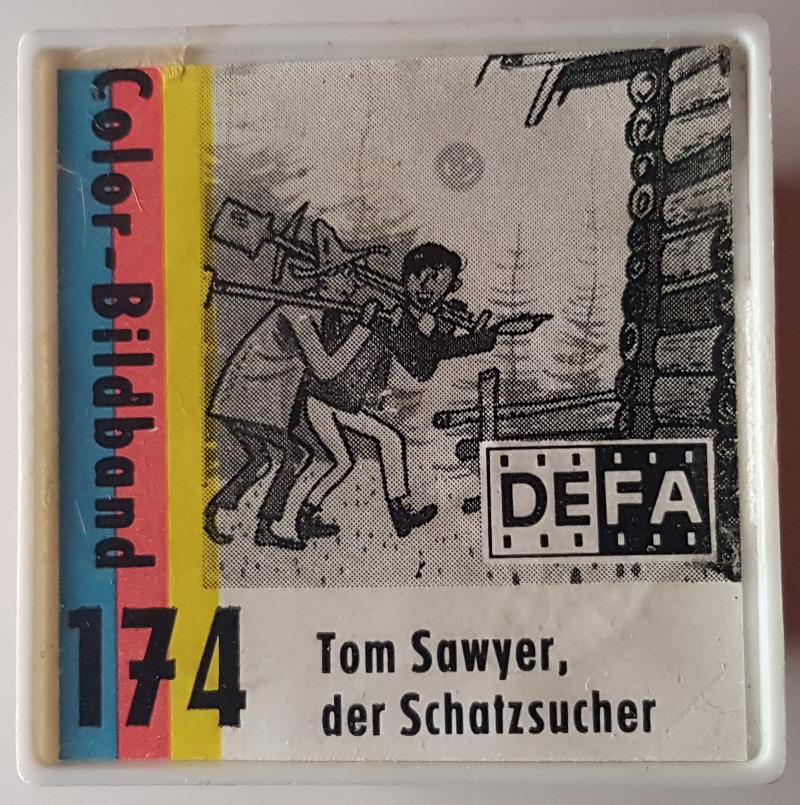 Color-Bildband
DEFA
174
Tom Sawyer,
der Schatzsucher